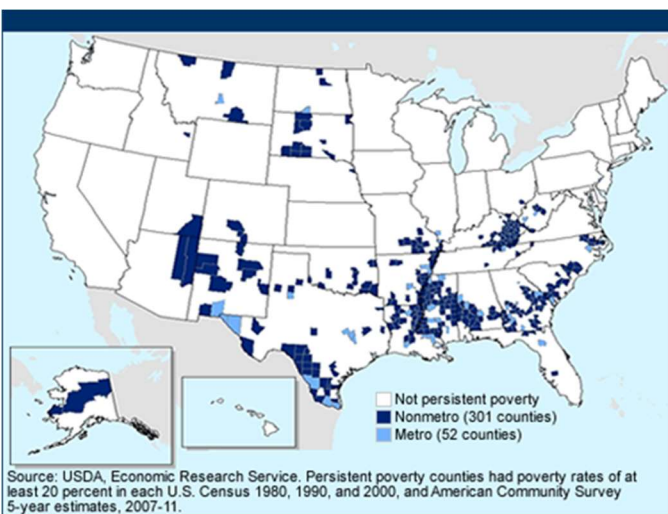 Not persistent poverty
Nonmetro (301 counties)
Metro (52 counties)
Source: USDA, Economic Research Service. Persistent poverty counties had poverty rates of at
least 20 percent in each U.S. Census 1980, 1990, and 2000, and American Community Survey
5-year estimates, 2007-11.